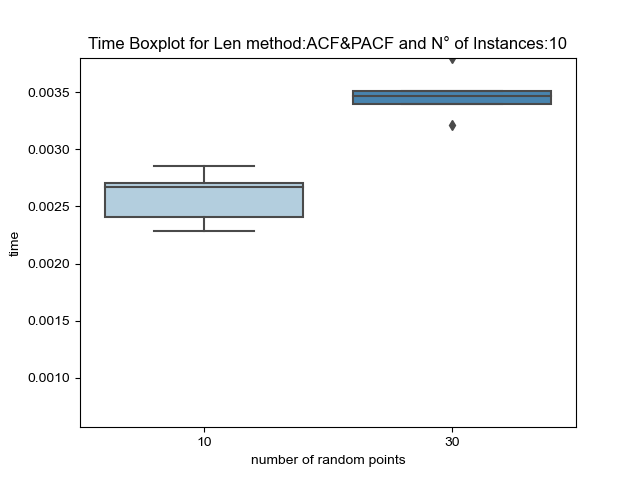 Time Boxplot for Len method:ACF&PACF and N° of Instances:10
0.0035
0.0030
0.0025
0.0020
0.0015
0.0010
time
10
30
number of random points